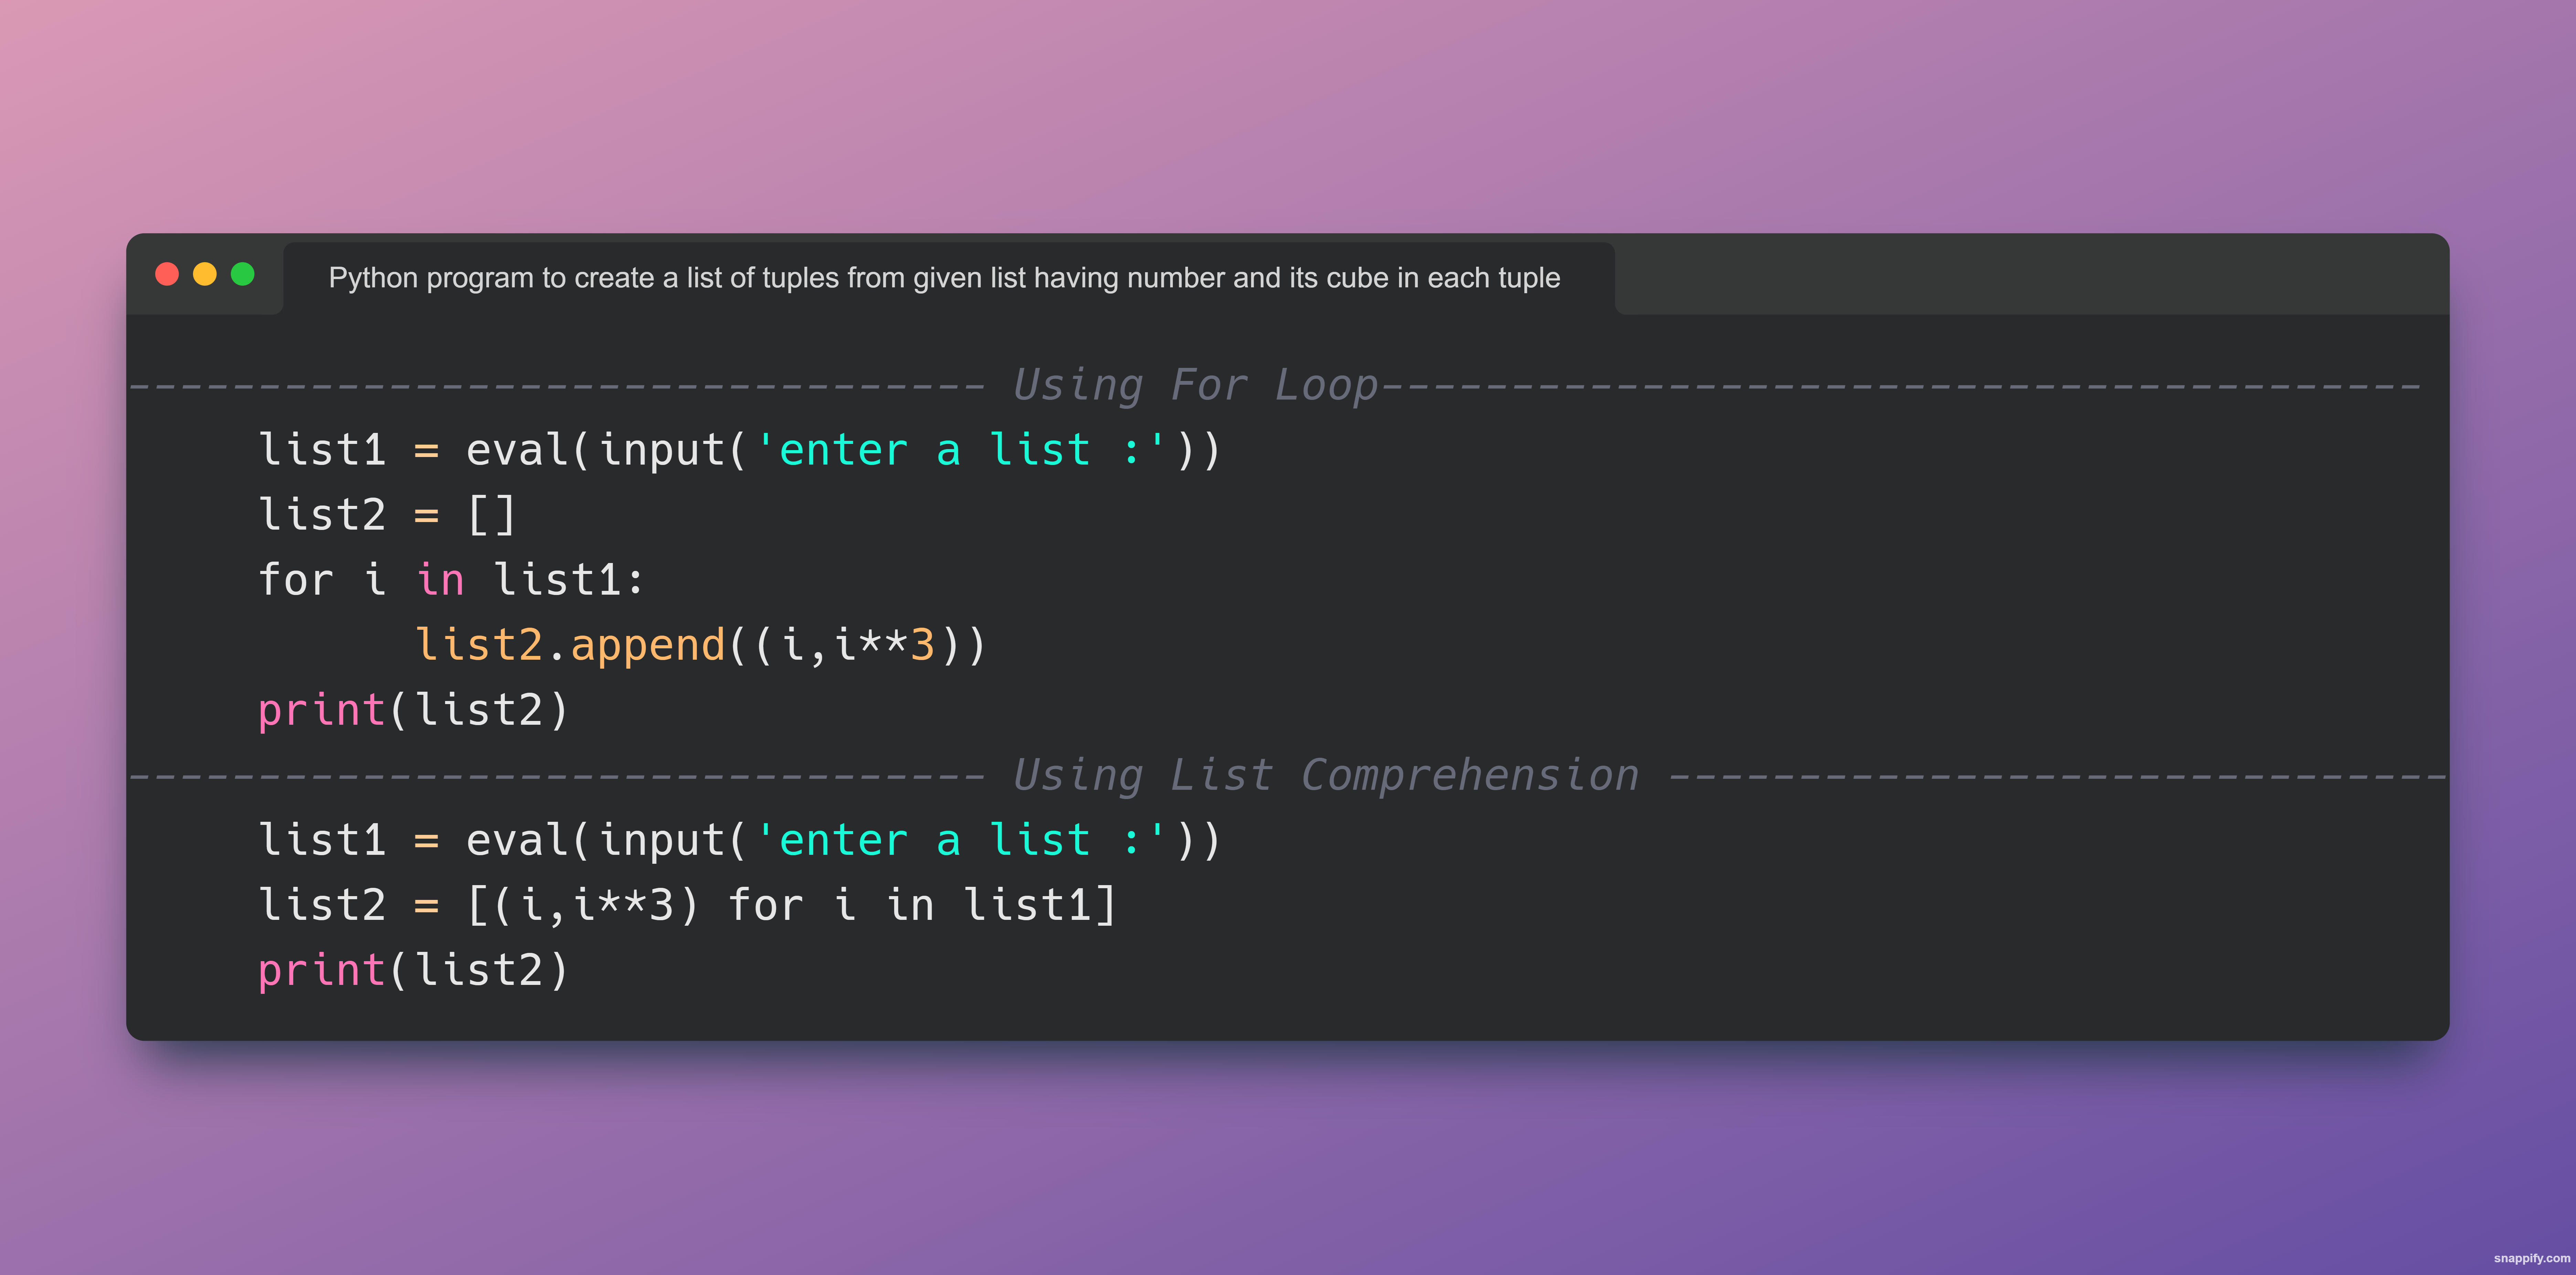 Python program to create a list of tuples from given list having number and its cube in each tuple
--------------------------------- Using For Loop----------------------------------------
list1 = eval(input('enter a list :'))
list2 = []
for i in list1:
      list2.append((i,i**3))
print(list2)
--------------------------------- Using List Comprehension ------------------------------
list1 = eval(input('enter a list :'))
list2 = [(i,i**3) for i in list1]
print(list2)
snappify.com